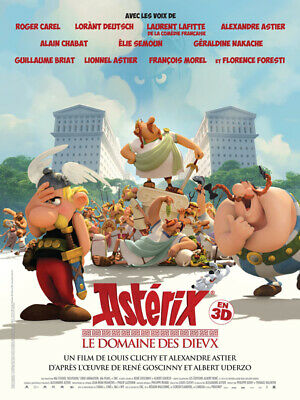 AVEC LES VOIX DE
ROGER CAREL LORÀNT DEUTSCH LAURENT LAFITTE ALEXANDRE ASTIER
DE LA COMÉDIE FRANÇAISE
ALAIN CHABAT ÉLIE SEMOUN GÉRALDINE NAKACHE
GUILLAUME BRIAT LIONNEL ASTIER FRANÇOIS MOREL ET FLORENCE FORESTI
Astérix
EN 3D
LE DOMAINE DES DIEVX
UN FILM DE LOUIS CLICHY ET ALEXANDRE ASTIER
D'APRÈS L'ŒUVRE DE RENÉ GOSCINNY ET ALBERT UDERZO